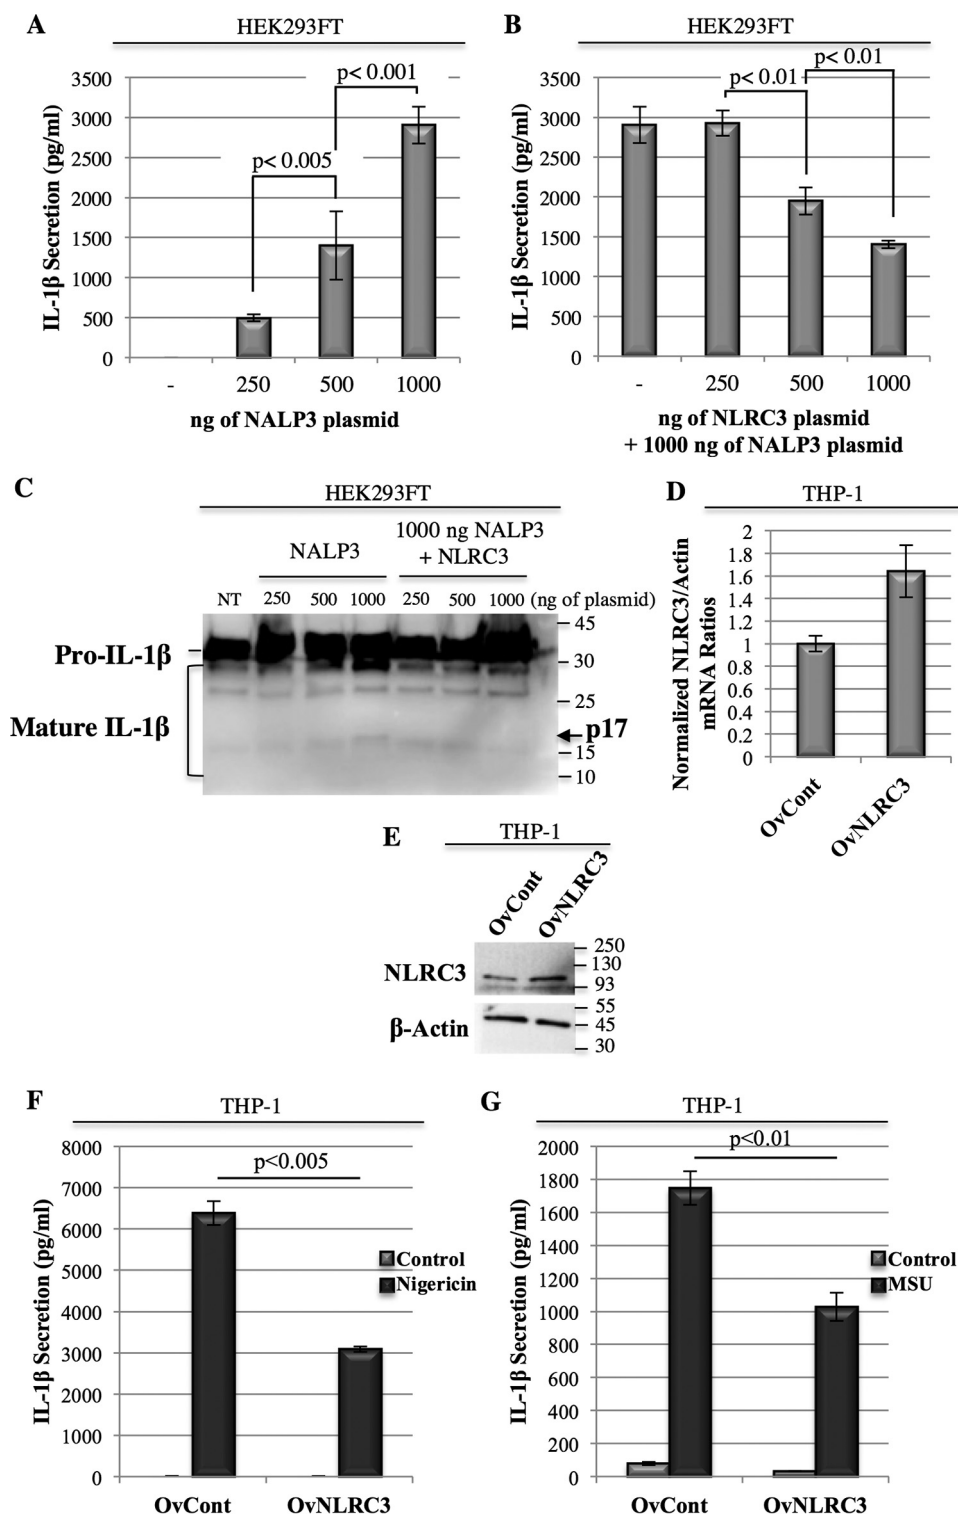 A
HEK293FT
3500
3000
2500
2000
1500
1000
500
0
IL-1β Secretion (pg/ml)
p< 0.001
p< 0.005
- 250 500 1000
ng of NALP3 plasmid
B
HEK293FT
3500
3000
2500
2000
1500
1000
500
0
IL-1β Secretion (pg/ml)
p< 0.01
p< 0.01
- 250 500 1000
ng of NLRC3 plasmid
+ 1000 ng of NALP3 plasmid
C
HEK293FT
NALP3
1000 ng NALP3
+ NLRC3
NT 250 500 1000 250 500 1000 (ng of plasmid)
Pro-IL-1β
Mature IL-1β
45
30
25
p17
15
10
D
THP-1
2
1.8
1.6
1.4
1.2
1
0.8
0.6
0.4
0.2
0
Normalized NLRC3/Actin
mRNA Ratios
OvCont
OvNLRC3
E
THP-1
OvCont
OvNLRC3
NLRC3
250
130
93
β-Actin
55
45
30
F
THP-1
8000
7000
6000
5000
4000
3000
2000
1000
0
IL-1β Secretion (pg/ml)
p<0.005
Control
Nigericin
OvCont OvNLRC3
G
THP-1
2000
1800
1600
1400
1200
1000
800
600
400
200
0
IL-1β Secretion (pg/ml)
p<0.01
Control
MSU
OvCont OvNLRC3